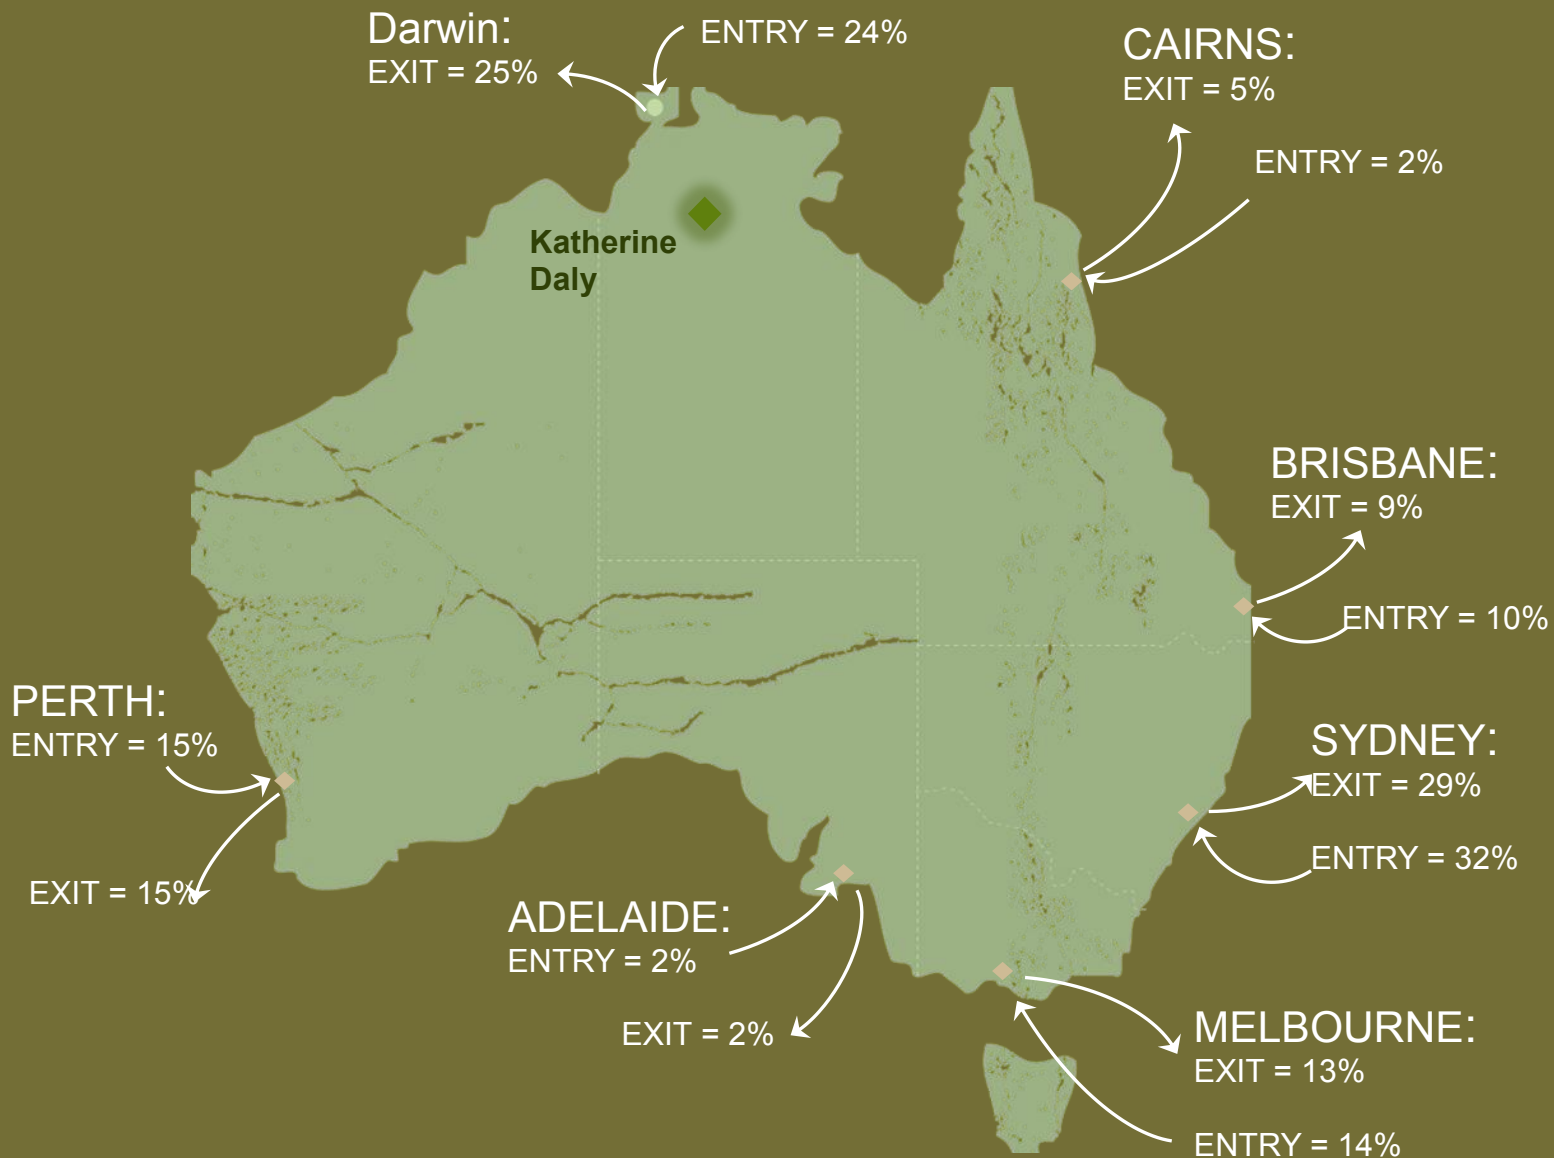 Darwin:
EXIT = 25%
ENTRY = 24%
CAIRNS:
EXIT = 5%
ENTRY = 2%
Katherine
Daly
BRISBANE:
EXIT = 9%
ENTRY = 10%
PERTH:
ENTRY = 15%
EXIT = 15%
SYDNEY:
EXIT = 29%
ENTRY = 32%
ADELAIDE:
ENTRY = 2%
EXIT = 2%
MELBOURNE:
EXIT = 13%
ENTRY = 14%